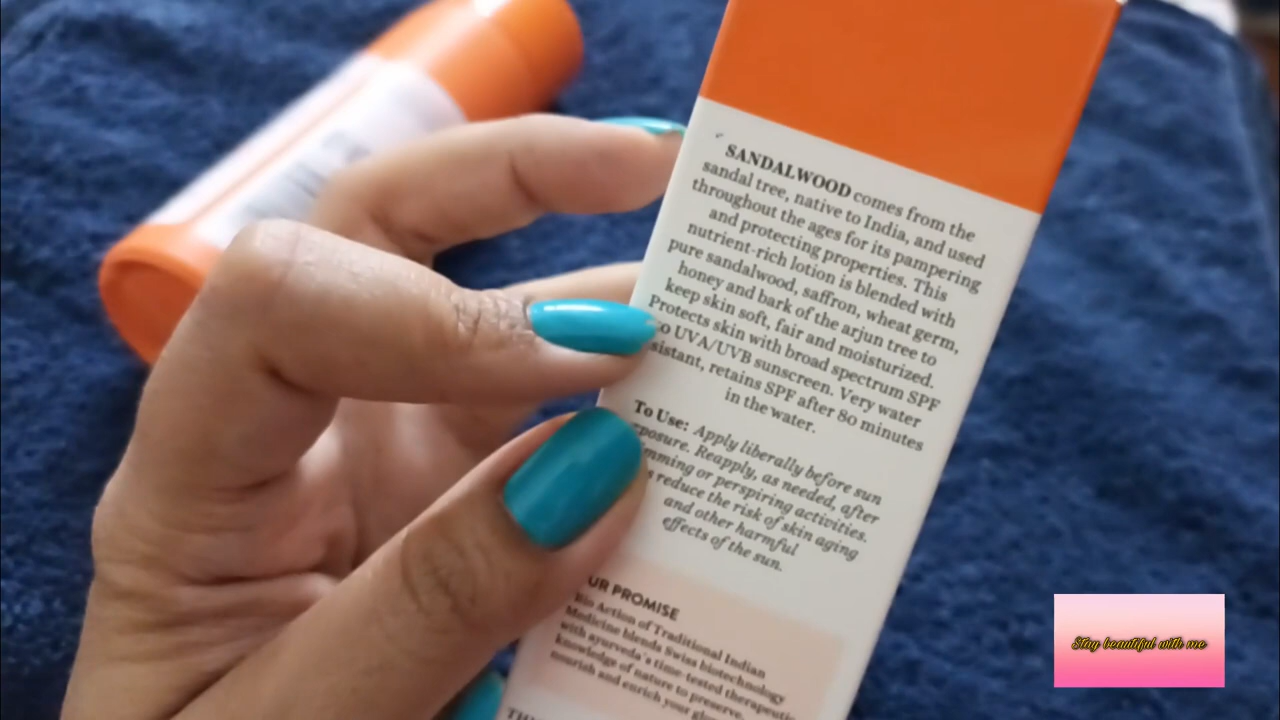 SANDALWOOD comes from the
sandal tree, native to India, and used
throughout the ages for its pampering
and protecting properties. This
nutrient-rich lotion is blended with
pure sandalwood, saffron, wheat germ,
honey and bark of the arjun tree to
keep skin soft, fair and moisturized.
Protects skin with broad spectrum SPF
UVA/UVB sunscreen. Very water
sistant, retains SPF after 80 minutes
in the water.
To Use: Apply liberally before sun
xposure. Reapply, as needed, after
mming or perspiring activities.
s reduce the risk of skin aging
and other harmful
effects of the sun.
UR PROMISE
Bio Action of Traditional Indian
Medicine blends Swiss biotechnology
with ayurveda's time-tested therapeutic
knowledge of nature to preserve,
nourish and enrich your
Stay beautiful with me